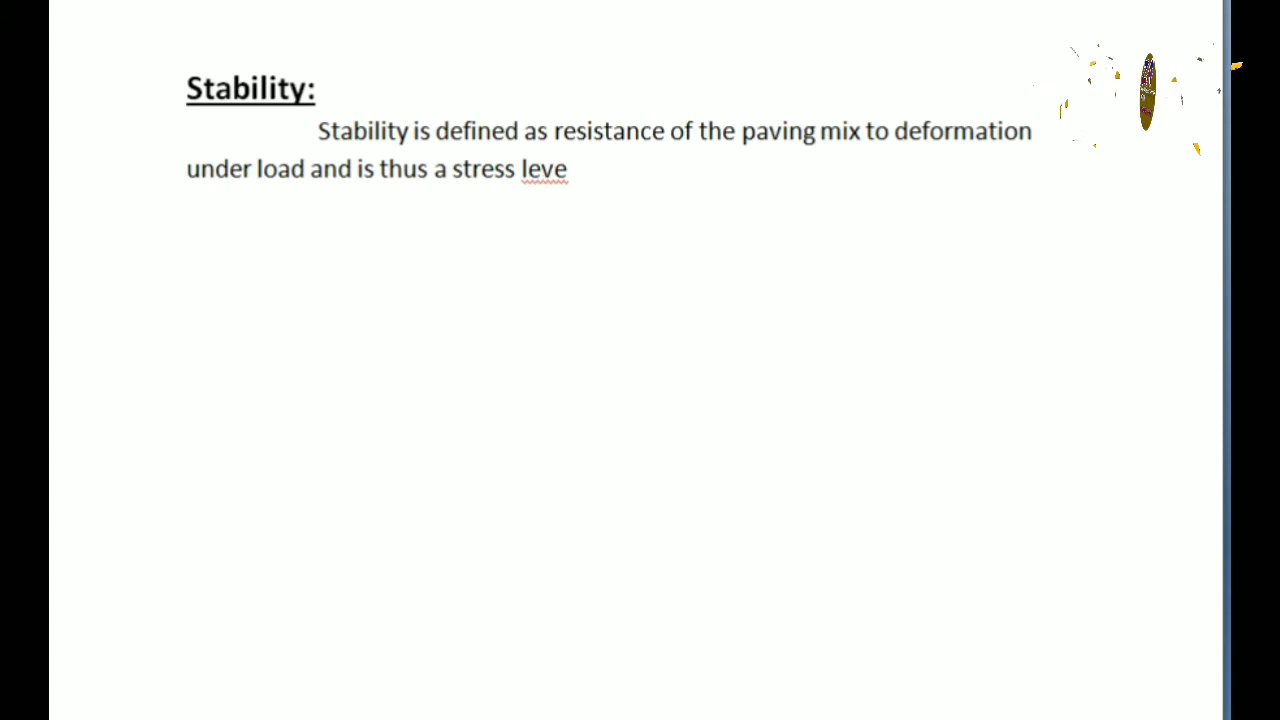 Stability:
Stability is defined as resistance of the paving mix to deformation
under load and is thus a stress leve